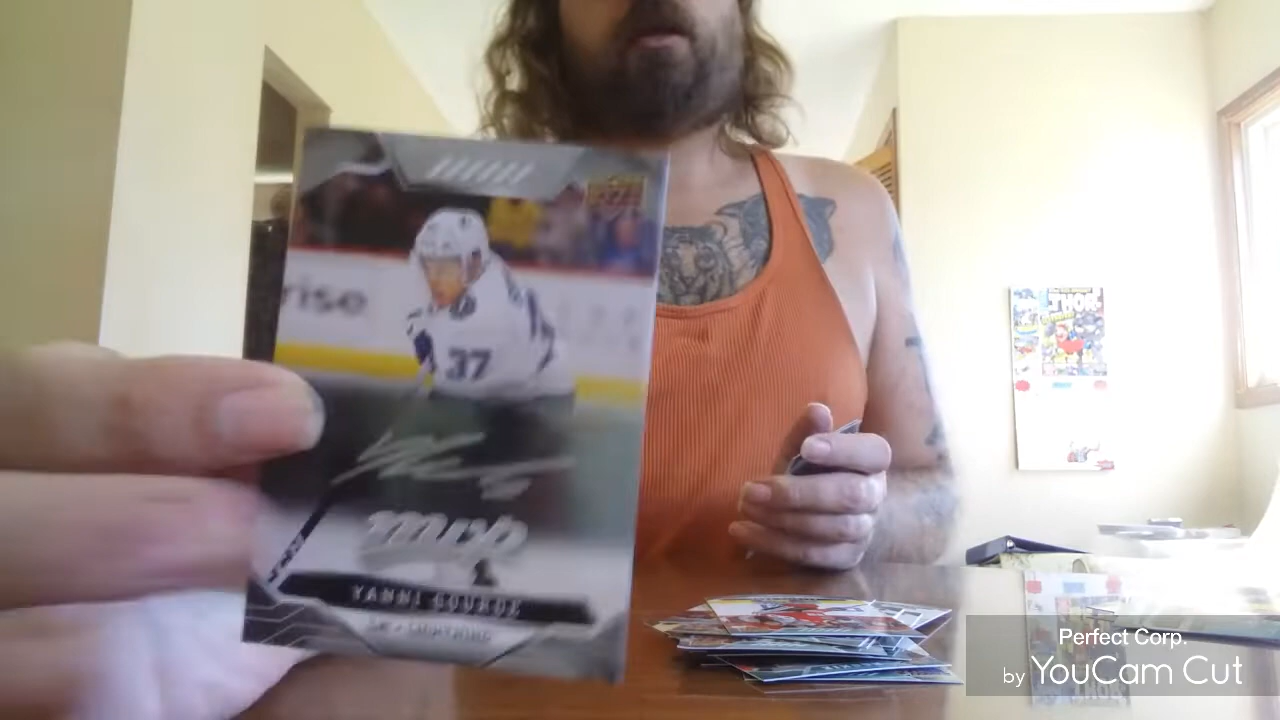 rise
37
mvp
YANNI GOURDE
LIGHTNING
THOR
Perfect Corp.
by YouCam Cut